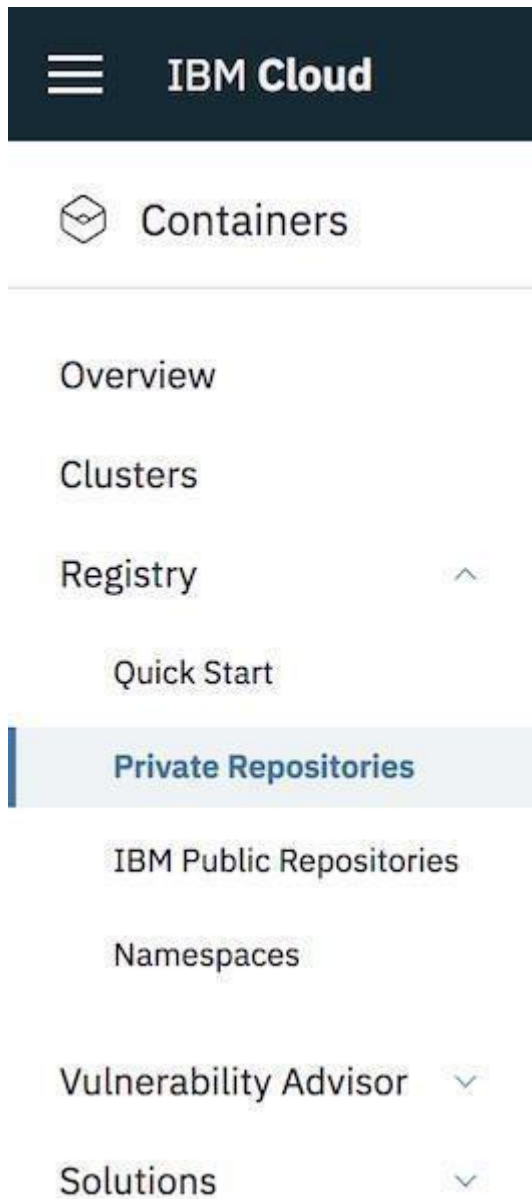 IBM Cloud
Containers
Overview
Clusters
Registry
Quick Start
Private Repositories
IBM Public Repositories
Namespaces
Vulnerability Advisor
Solutions